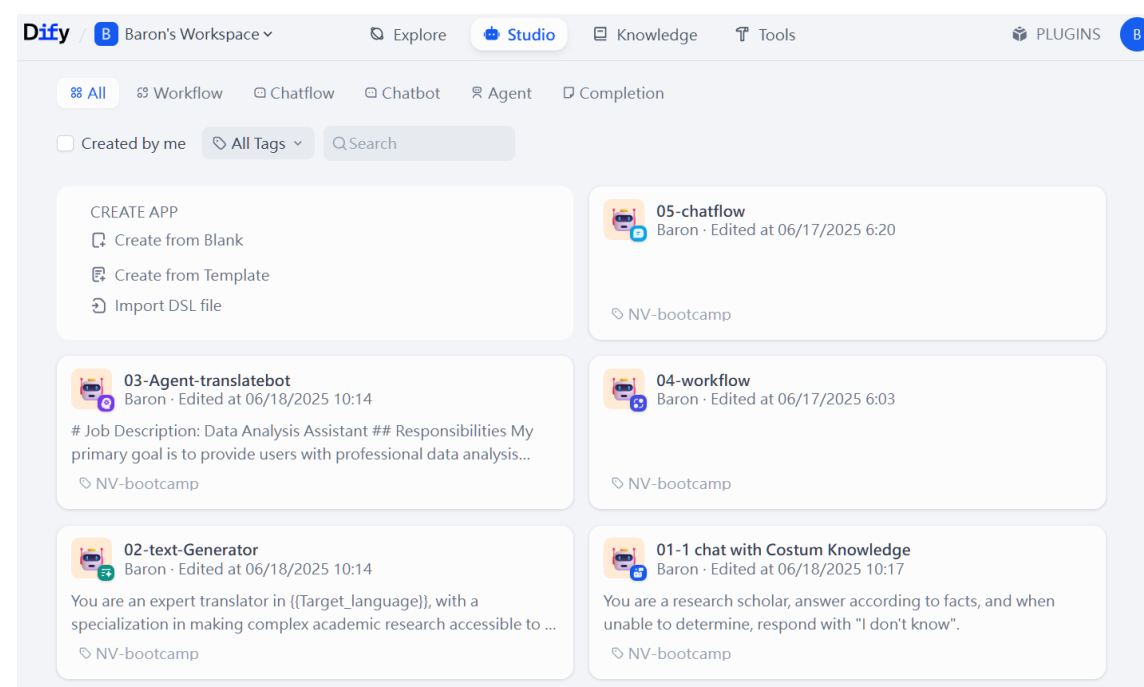 Dify / B Baron's Workspace Explore Studio Knowledge Tools PLUGINS B
All Workflow Chatflow Chatbot Agent Completion
Created by me All Tags Search
CREATE APP
Create from Blank
Create from Template
Import DSL file
05-chatflow
Baron · Edited at 06/17/2025 6:20
NV-bootcamp
03-Agent-translatebot
Baron · Edited at 06/18/2025 10:14
# Job Description: Data Analysis Assistant ## Responsibilities My
primary goal is to provide users with professional data analysis...
NV-bootcamp
04-workflow
Baron · Edited at 06/17/2025 6:03
NV-bootcamp
02-text-Generator
Baron · Edited at 06/18/2025 10:14
You are an expert translator in {{Target_language}}, with a
specialization in making complex academic research accessible to ...
NV-bootcamp
01-1 chat with Costum Knowledge
Baron · Edited at 06/18/2025 10:17
You are a research scholar, answer according to facts, and when
unable to determine, respond with "I don't know".
NV-bootcamp